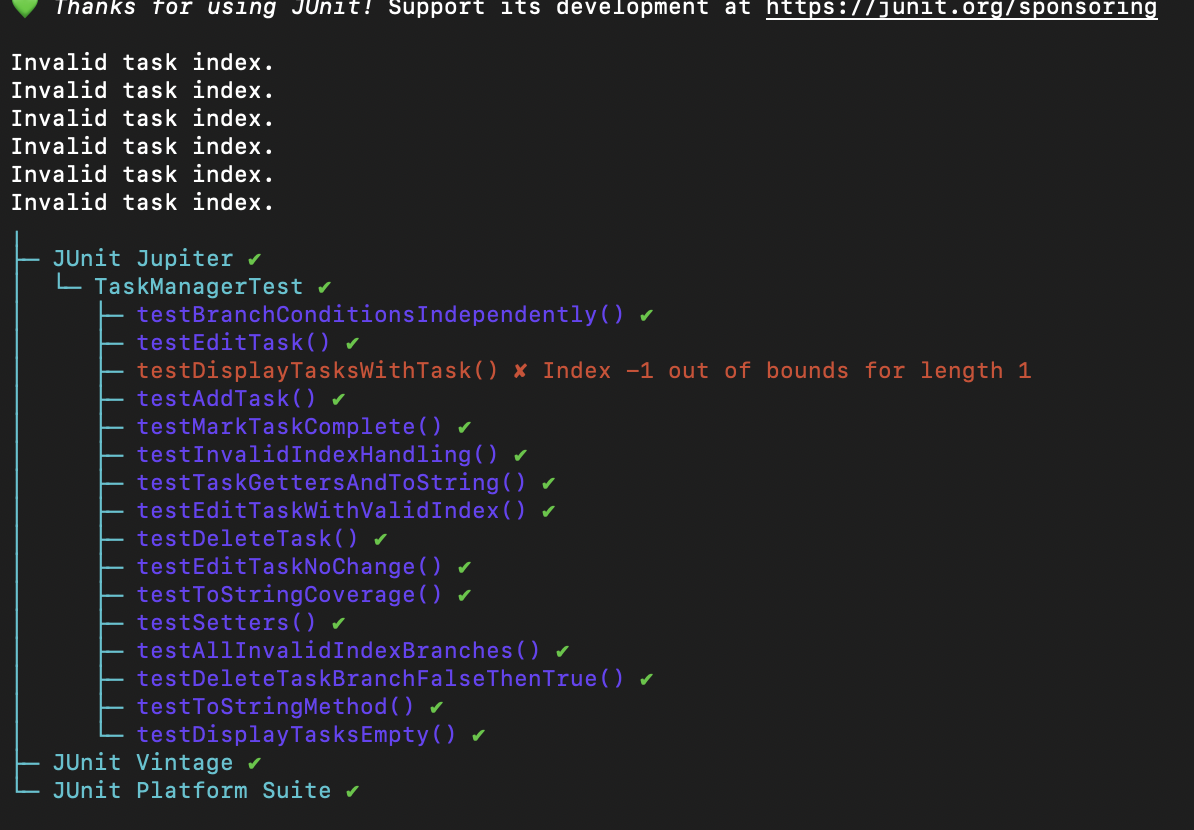 💚 Thanks for using JUnit! Support its development at https://junit.org/sponsoring
Invalid task index.
Invalid task index.
Invalid task index.
Invalid task index.
Invalid task index.
Invalid task index.
╷
├─ JUnit Jupiter ✔
│  └─ TaskManagerTest ✔
│     ├─ testBranchConditionsIndependently() ✔
│     ├─ testEditTask() ✔
│     ├─ testDisplayTasksWithTask() ✘ Index -1 out of bounds for length 1
│     ├─ testAddTask() ✔
│     ├─ testMarkTaskComplete() ✔
│     ├─ testInvalidIndexHandling() ✔
│     ├─ testTaskGettersAndToString() ✔
│     ├─ testEditTaskWithValidIndex() ✔
│     ├─ testDeleteTask() ✔
│     ├─ testEditTaskNoChange() ✔
│     ├─ testToStringCoverage() ✔
│     ├─ testSetters() ✔
│     ├─ testAllInvalidIndexBranches() ✔
│     ├─ testDeleteTaskBranchFalseThenTrue() ✔
│     ├─ testToStringMethod() ✔
│     └─ testDisplayTasksEmpty() ✔
├─ JUnit Vintage ✔
└─ JUnit Platform Suite ✔